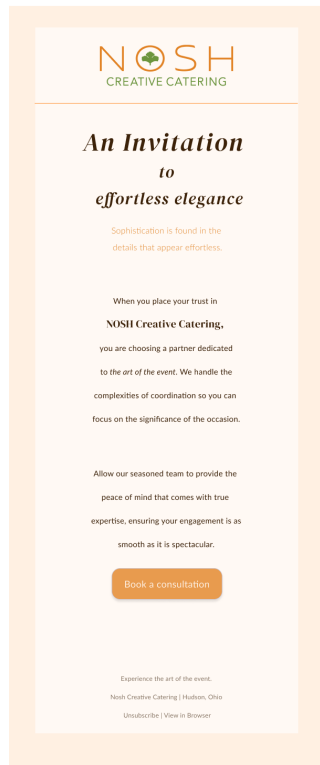 NOSH
CREATIVE CATERING
An Invitation
to
effortless elegance
Sophistication is found in the
details that appear effortless.
When you place your trust in
NOSH Creative Catering,
you are choosing a partner dedicated
to the art of the event. We handle the
complexities of coordination so you can
focus on the significance of the occasion.
Allow our seasoned team to provide the
peace of mind that comes with true
expertise, ensuring your engagement is as
smooth as it is spectacular.
Book a consultation
Experience the art of the event.
Nosh Creative Catering | Hudson, Ohio
Unsubscribe | View in Browser